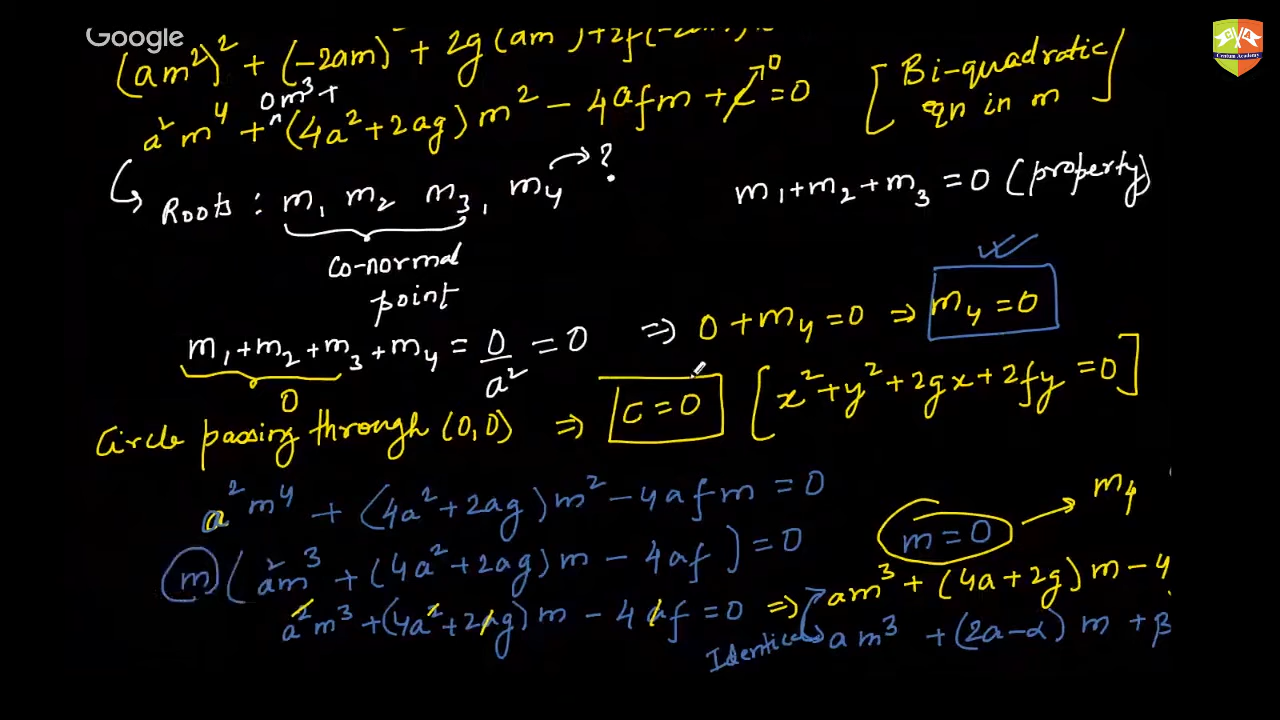 Google
(am²)² + (-2am)² + 2g(am²) + 2f(-2am)
0m³+
a²m⁴ + (4a²+2ag)m² - 4afm + c = 0
0
[Bi-quadratic
eqn in m]
Roots : m₁ m₂ m₃, m₄ → ?
m₁+m₂+m₃ = 0 (property)
Co-normal
point
m₁+m₂+m₃+m₄ = 0/a² = 0 ⇒ 0+m₄=0 ⇒ m₄=0
0
Circle passing through (0,0) ⇒ c=0 [x²+y²+2gx+2fy=0]
a²m⁴ + (4a²+2ag)m² - 4afm = 0
m(a²m³ + (4a²+2ag)m - 4af) = 0
m=0 → m₄
a²m³+(4a²+2ag)m - 4af = 0 ⇒ am³+(4a+2g)m-4
Identical am³ + (2a-α)m + β
Centum Academy